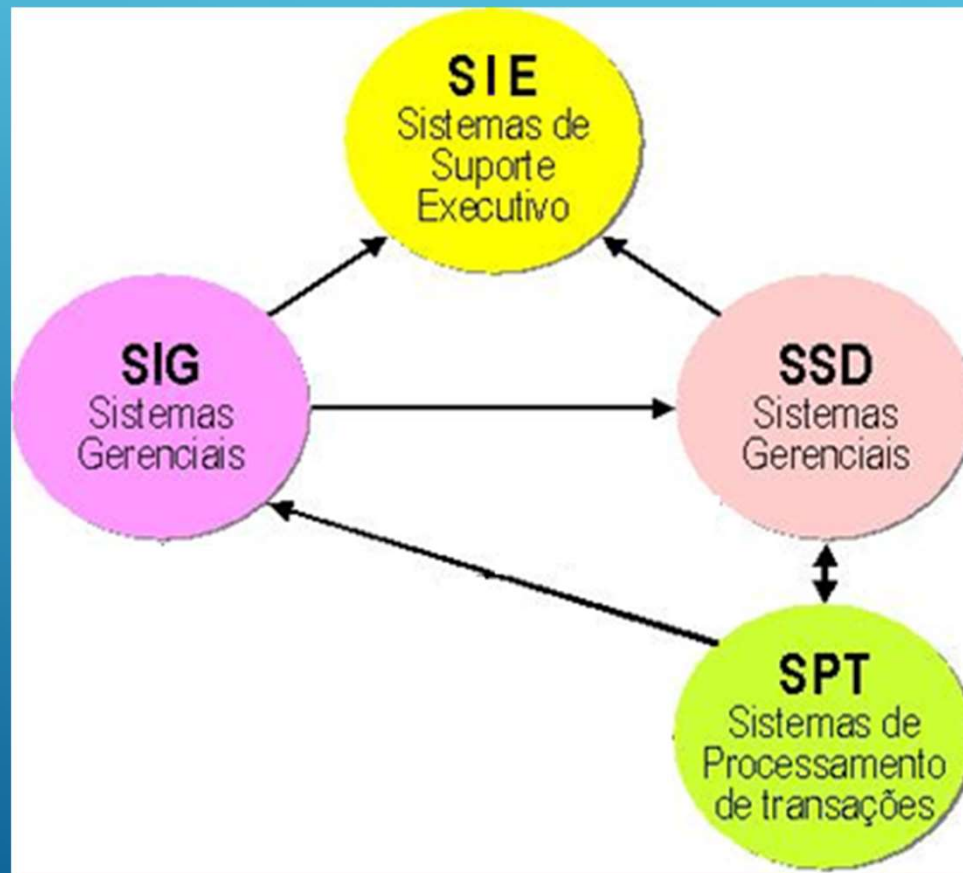 SIE
Sistemas de
Suporte
Executivo
SIG
Sistemas
Gerenciais
SSD
Sistemas
Gerenciais
SPT
Sistemas de
Processamento
de transações